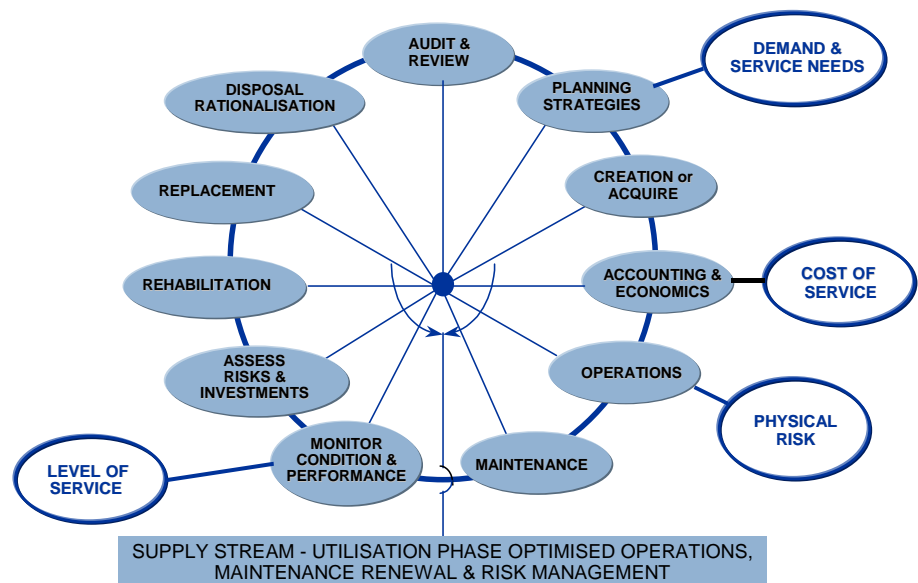 AUDIT &
REVIEW
PLANNING
STRATEGIES
DEMAND &
SERVICE NEEDS
CREATION or
ACQUIRE
ACCOUNTING &
ECONOMICS
COST OF
SERVICE
OPERATIONS
PHYSICAL
RISK
MAINTENANCE
MONITOR
CONDITION &
PERFORMANCE
LEVEL OF
SERVICE
ASSESS
RISKS &
INVESTMENTS
REHABILITATION
REPLACEMENT
DISPOSAL
RATIONALISATION
SUPPLY STREAM - UTILISATION PHASE OPTIMISED OPERATIONS,
MAINTENANCE RENEWAL & RISK MANAGEMENT